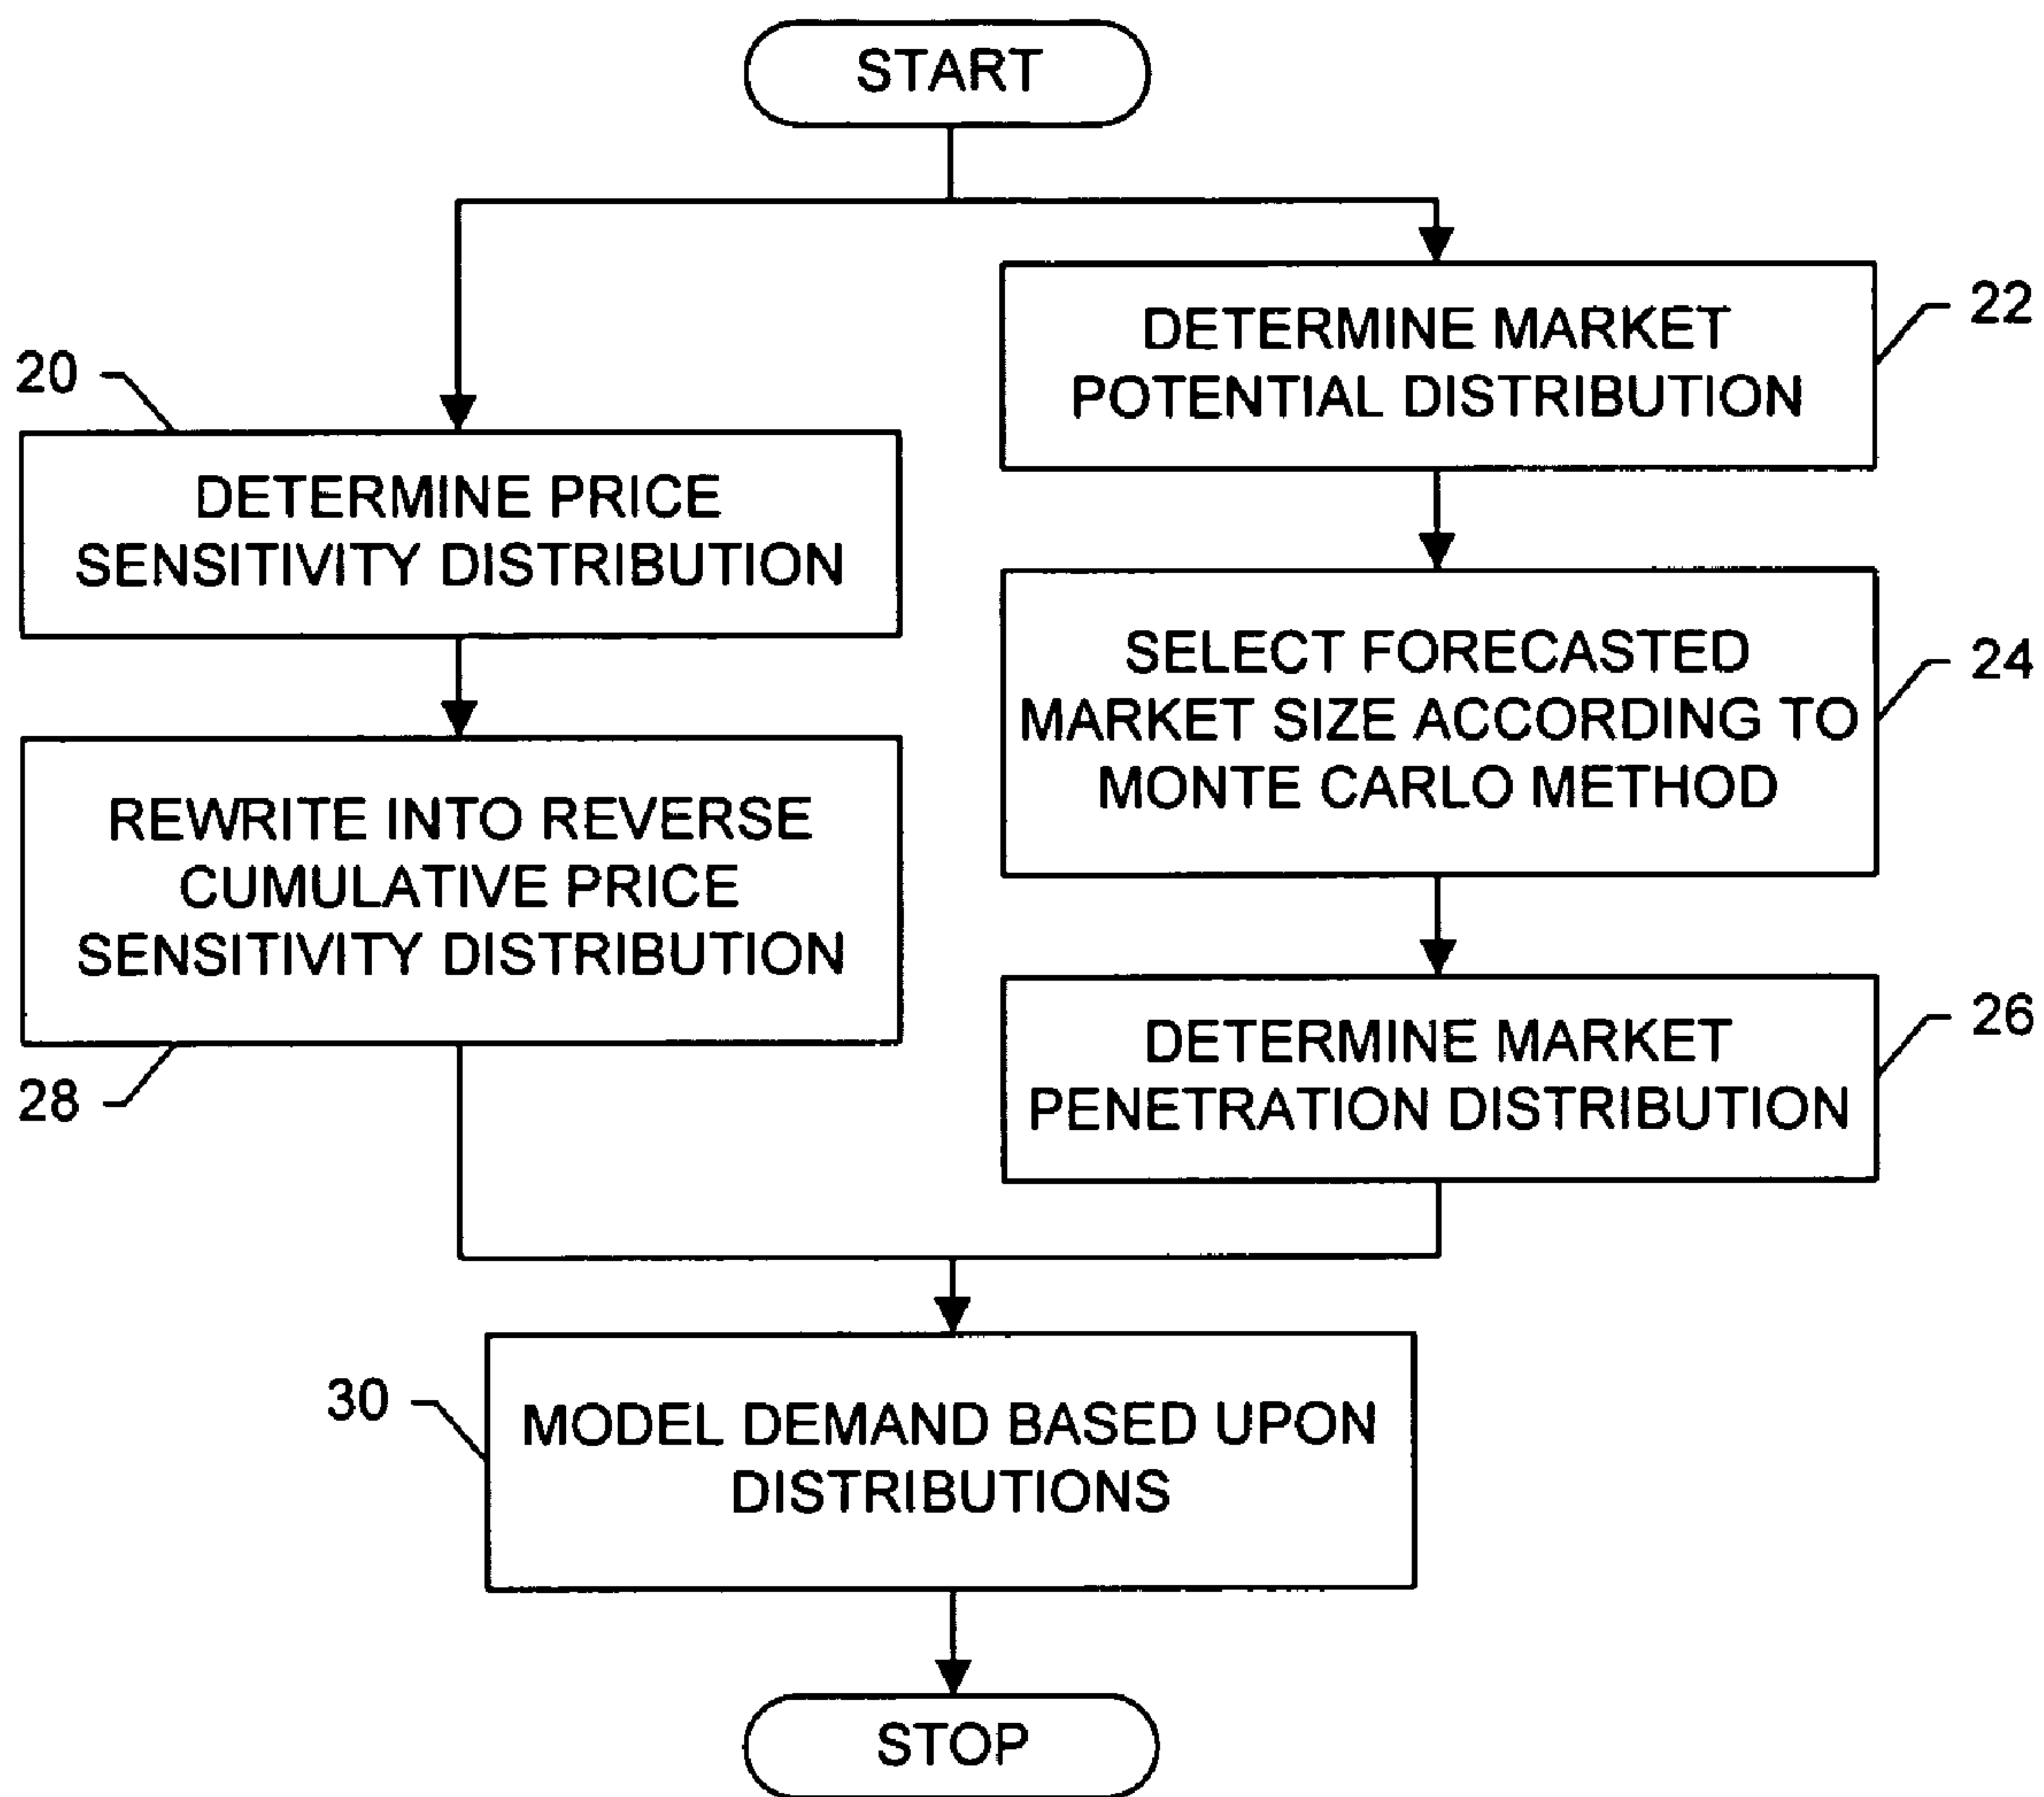 START
22
DETERMINE MARKET
POTENTIAL DISTRIBUTION
20
DETERMINE PRICE
SENSITIVITY DISTRIBUTION
24
SELECT FORECASTED
MARKET SIZE ACCORDING TO
MONTE CARLO METHOD
REWRITE INTO REVERSE
CUMULATIVE PRICE
SENSITIVITY DISTRIBUTION
28
26
DETERMINE MARKET
PENETRATION DISTRIBUTION
30
MODEL DEMAND BASED UPON
DISTRIBUTIONS
STOP